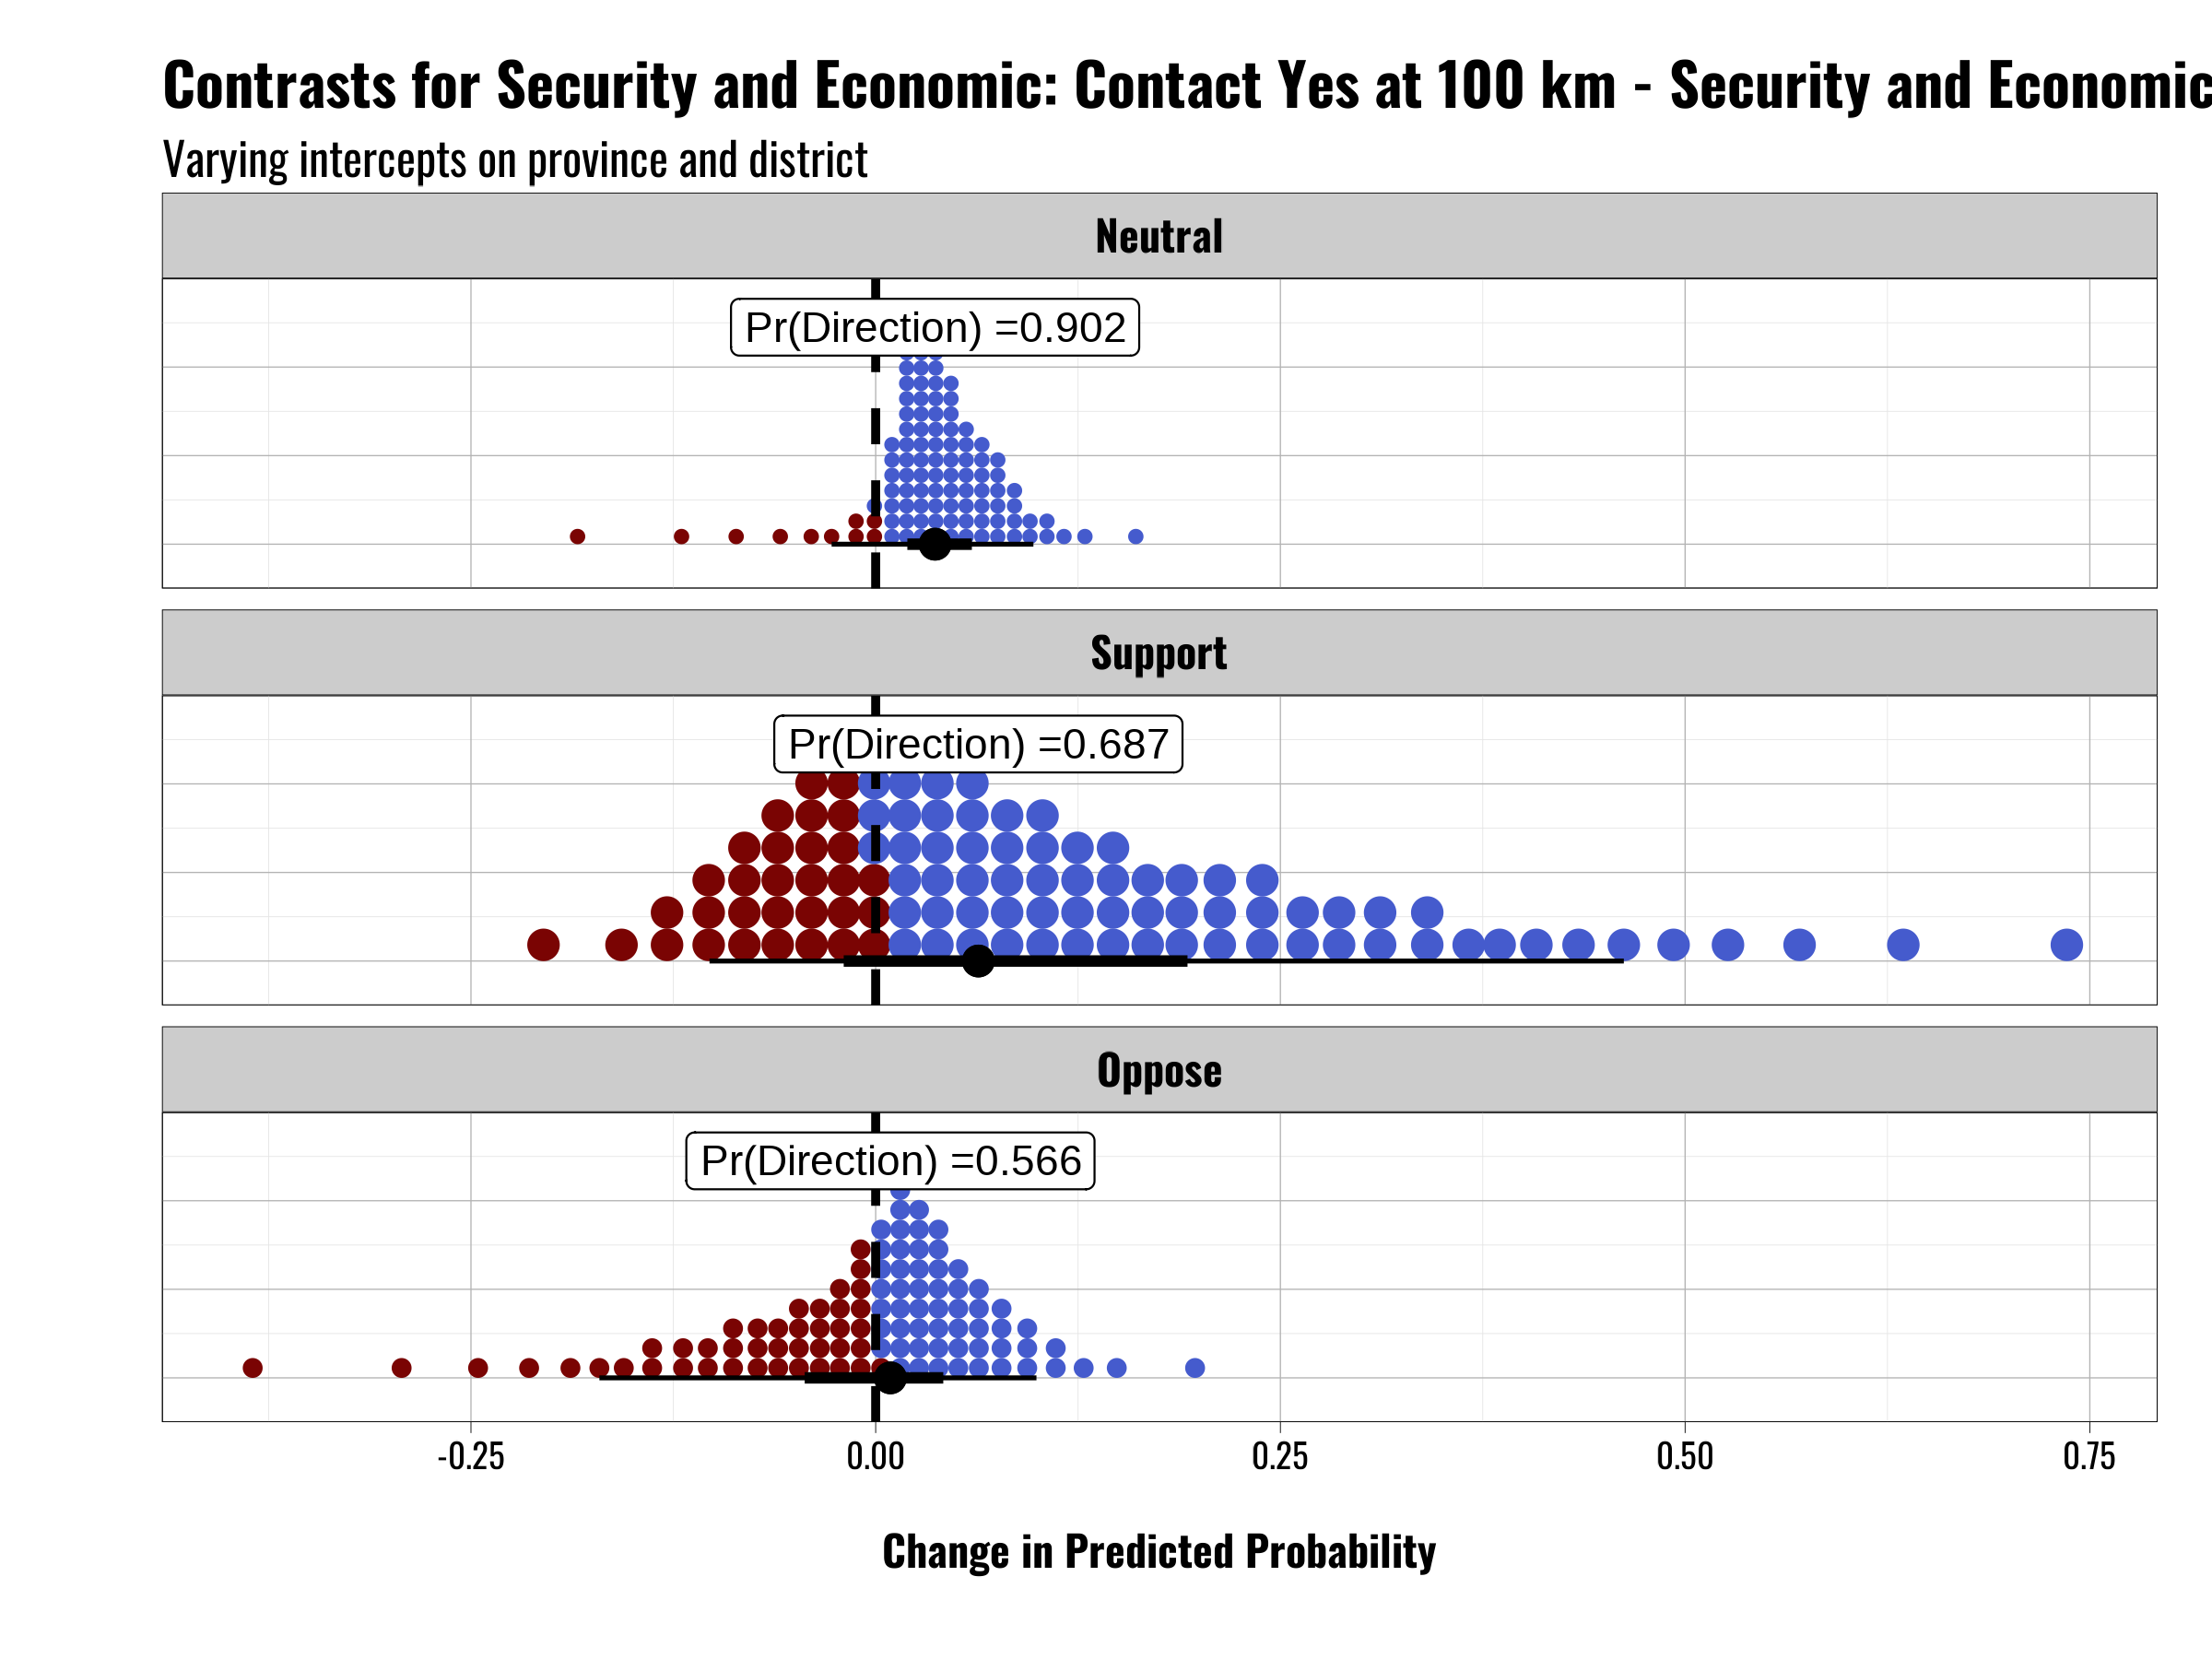 Contrasts for Security and Economic: Contact Yes at 100 km - Security and Economic
Varying intercepts on province and district
Neutral
Pr(Direction) =0.902
Support
Pr(Direction) =0.687
Oppose
Pr(Direction) =0.566
-0.25 0.00 0.25 0.50 0.75
Change in Predicted Probability